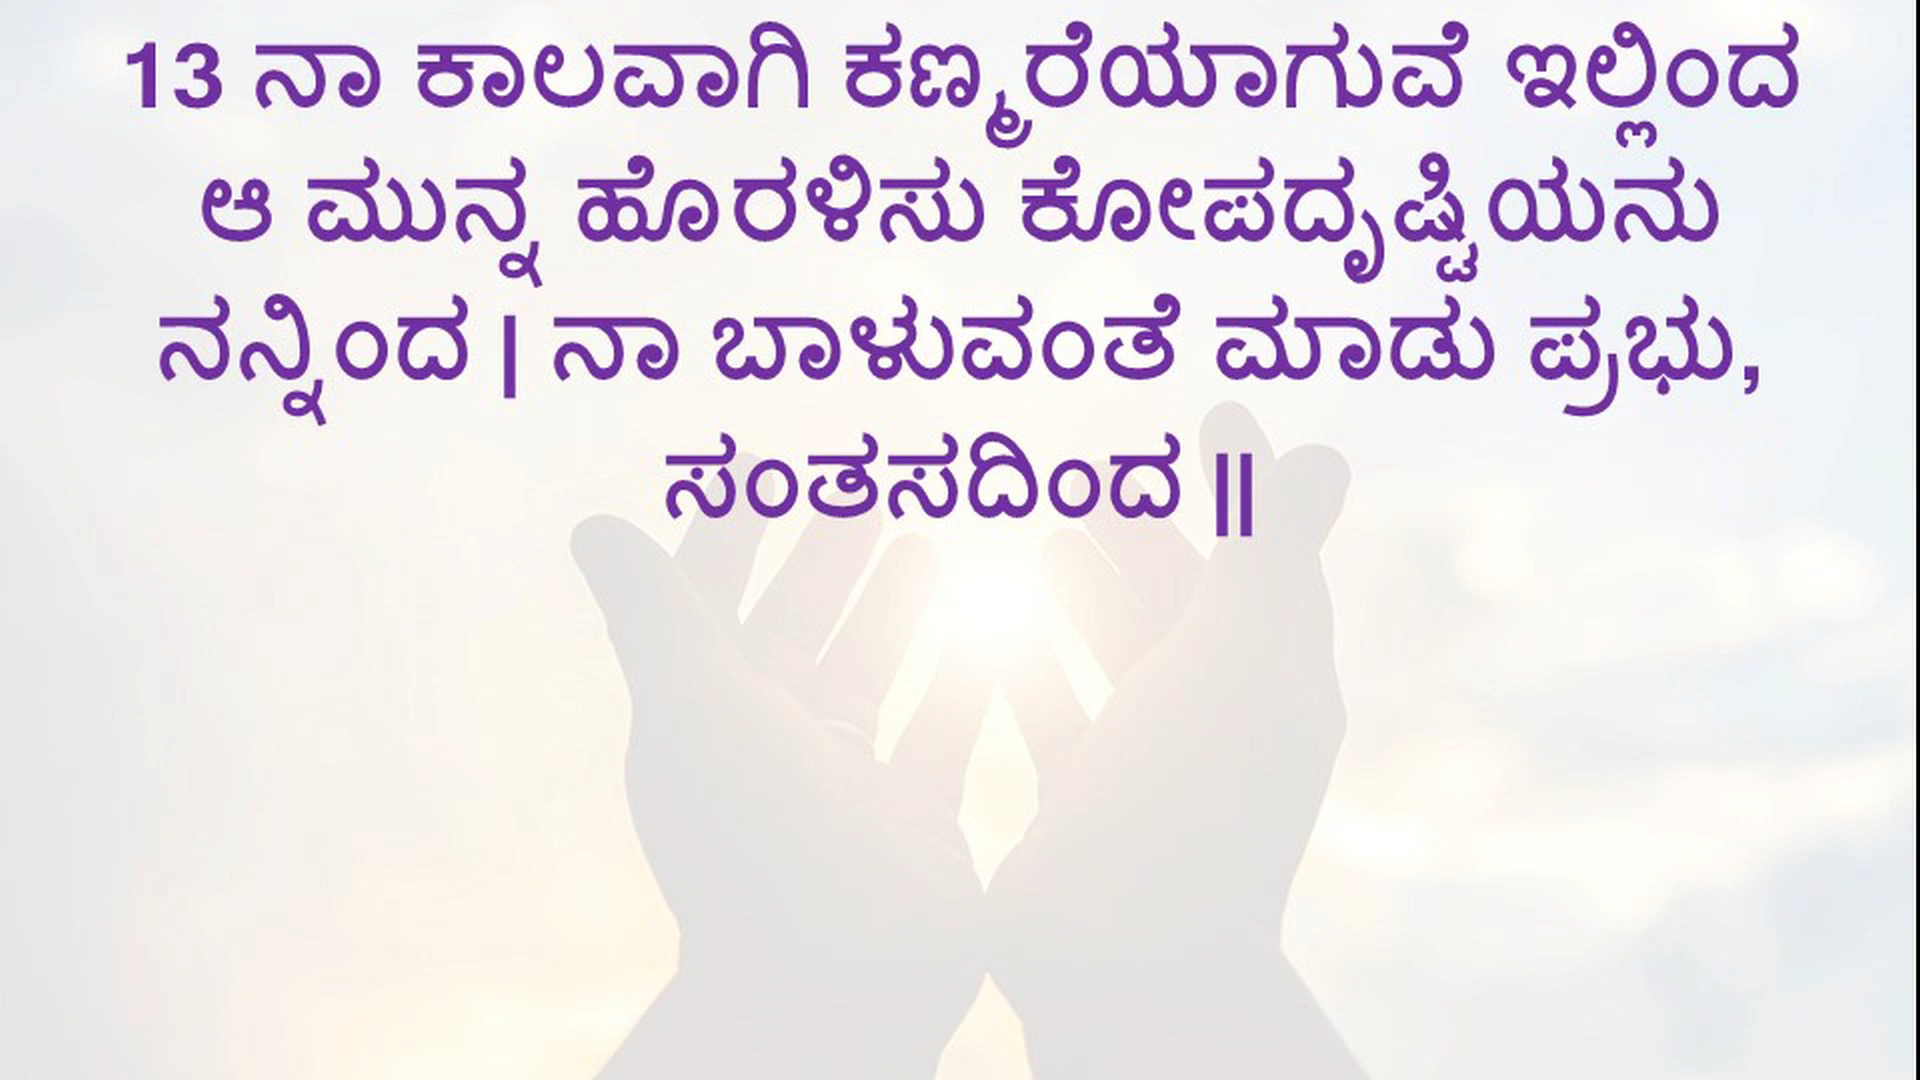 13 ನಾ ಕಾಲವಾಗಿ ಕಣ್ಮರೆಯಾಗುವೆ ಇಲ್ಲಿಂದ
ಆ ಮುನ್ನ ಹೊರಳಿಸು ಕೋಪದೃಷ್ಟಿಯನು
ನನ್ನಿಂದ | ನಾ ಬಾಳುವಂತೆ ಮಾಡು ಪ್ರಭು,
ಸಂತಸದಿಂದ ||